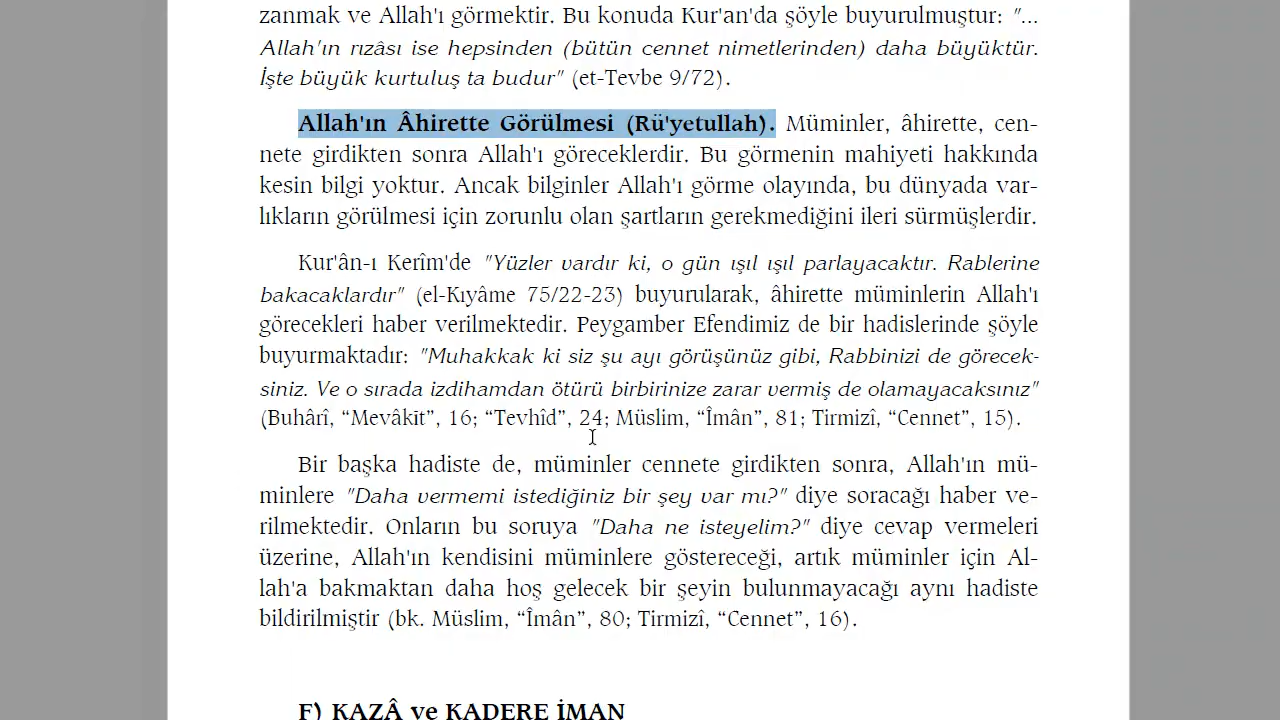 zanmak ve Allah'ı görmektir. Bu konuda Kur'an'da şöyle buyurulmuştur: "...
Allah'ın rızâsı ise hepsinden (bütün cennet nimetlerinden) daha büyüktür.
İşte büyük kurtuluş ta budur" (et-Tevbe 9/72).
Allah'ın Âhirette Görülmesi (Rü'yetullah). Müminler, âhirette, cen-
nete girdikten sonra Allah'ı göreceklerdir. Bu görmenin mahiyeti hakkında
kesin bilgi yoktur. Ancak bilginler Allah'ı görme olayında, bu dünyada var-
lıkların görülmesi için zorunlu olan şartların gerekmediğini ileri sürmüşlerdir.
Kur'ân-ı Kerîm'de "Yüzler vardır ki, o gün ışıl ışıl parlayacaktır. Rablerine
bakacaklardır" (el-Kıyâme 75/22-23) buyurularak, âhirette müminlerin Allah'ı
görecekleri haber verilmektedir. Peygamber Efendimiz de bir hadislerinde şöyle
buyurmaktadır: "Muhakkak ki siz şu ayı görüşünüz gibi, Rabbinizi de görecek-
siniz. Ve o sırada izdihamdan ötürü birbirinize zarar vermiş de olamayacaksınız"
(Buhârî, “Mevâkît”, 16; “Tevhîd”, 24; Müslim, “Îmân”, 81; Tirmizî, “Cennet”, 15).
Bir başka hadiste de, müminler cennete girdikten sonra, Allah'ın mü-
minlere "Daha vermemi istediğiniz bir şey var mı?" diye soracağı haber ve-
rilmektedir. Onların bu soruya "Daha ne isteyelim?" diye cevap vermeleri
üzerine, Allah'ın kendisini müminlere göstereceği, artık müminler için Al-
lah'a bakmaktan daha hoş gelecek bir şeyin bulunmayacağı aynı hadiste
bildirilmiştir (bk. Müslim, “Îmân”, 80; Tirmizî, “Cennet”, 16).
F) KAZÂ ve KADERE İMAN